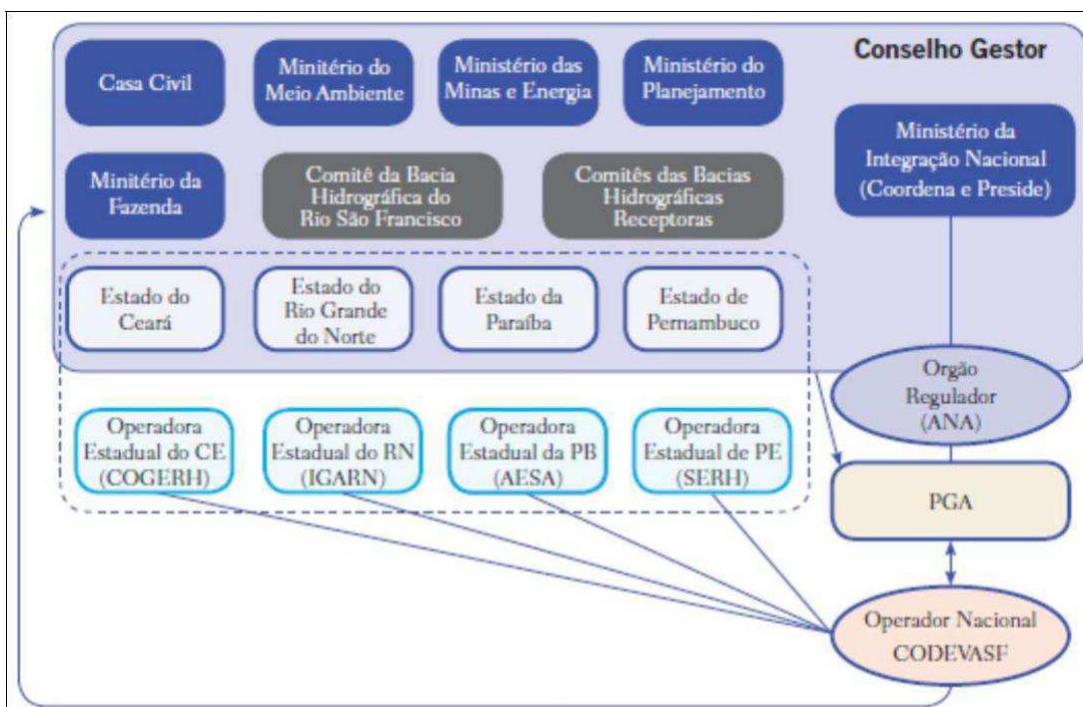 Conselho Gestor
Casa Civil
Minitério do
Meio Ambiente
Ministério das
Minas e Energia
Ministério do
Planejamento
Ministério da
Integração Nacional
(Coordena e Preside)
Minitério da
Fazenda
Comitê da Bacia
Hidrográfica do
Rio São Francisco
Comitês das Bacias
Hidrográficas
Receptoras
Estado do
Ceará
Estado do
Rio Grande
do Norte
Estado da
Paraíba
Estado de
Pernambuco
Orgão
Regulador
(ANA)
Operadora
Estadual do CE
(COGERH)
Operadora
Estadual do RN
(IGARN)
Operadora
Estadual da PB
(AESA)
Operadora
Estadual de PE
(SERH)
PGA
Operador Nacional
CODEVASF